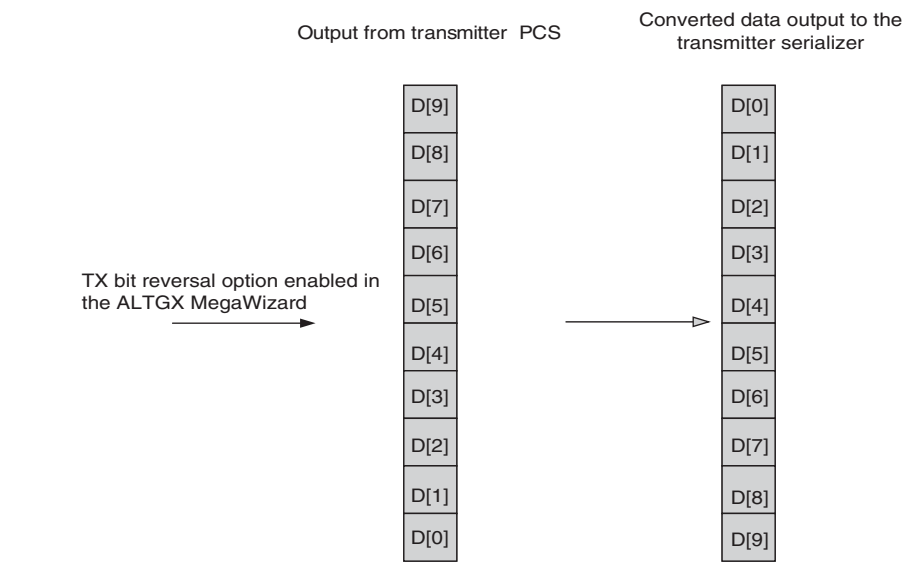 Output from transmitter PCS
Converted data output to the
transmitter serializer
TX bit reversal option enabled in
the ALTGX MegaWizard
D[9]
D[8]
D[7]
D[6]
D[5]
D[4]
D[3]
D[2]
D[1]
D[0]
D[0]
D[1]
D[2]
D[3]
D[4]
D[5]
D[6]
D[7]
D[8]
D[9]